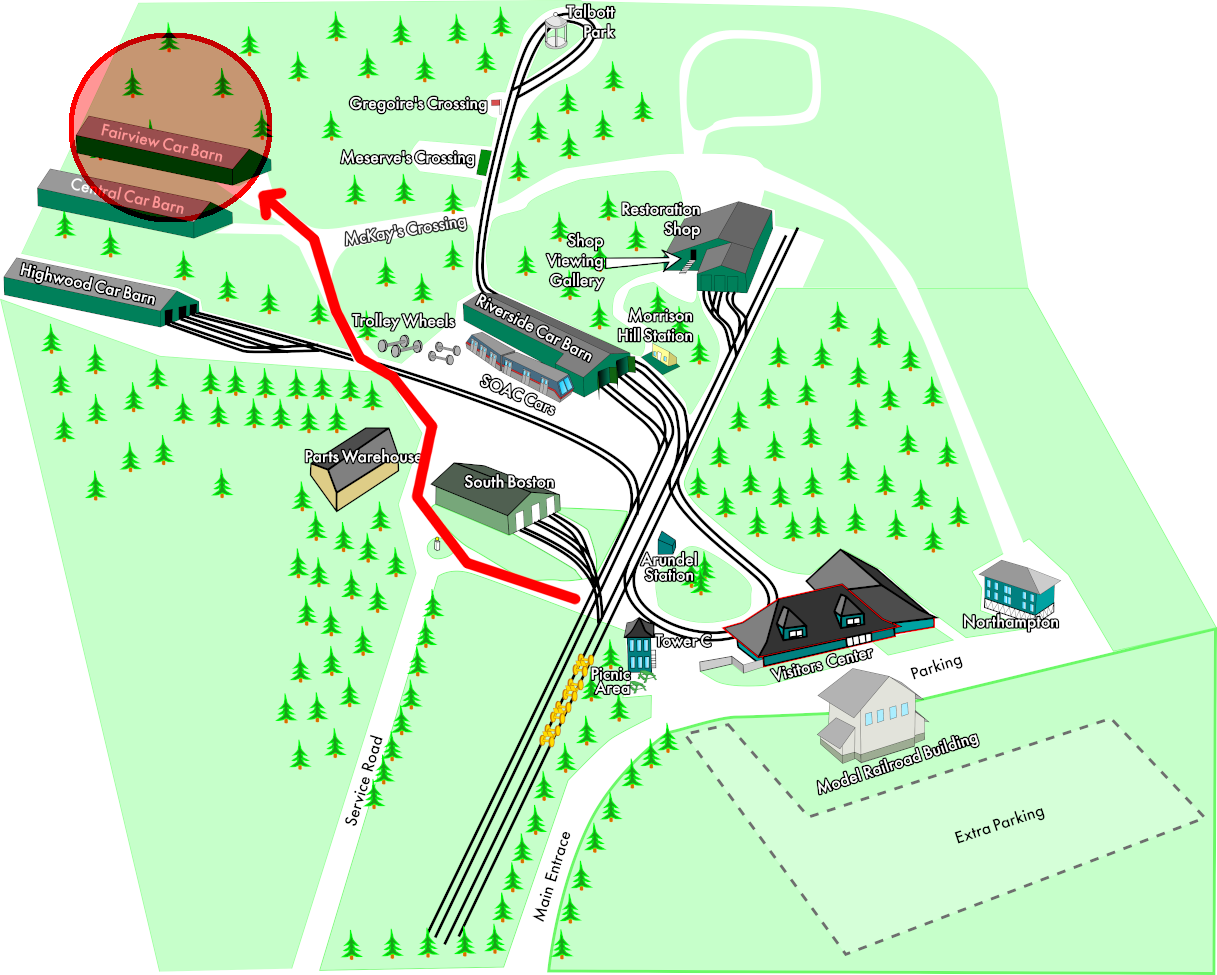 Talbott
Park
Gregoire's Crossing
Meserve's Crossing
Fairview Car Barn
Central Car Barn
McKay's Crossing
Restoration
Shop
Shop
Viewing
Gallery
Highwood Car Barn
Trolley Wheels
Riverside Car Barn
Morrison
Hill Station
SOAC Cars
Parts Warehouse
South Boston
Arundel
Station
Northampton
Tower C
Visitors Center
Parking
Picnic
Area
Model Railroad Building
Service Road
Extra Parking
Main Entrace